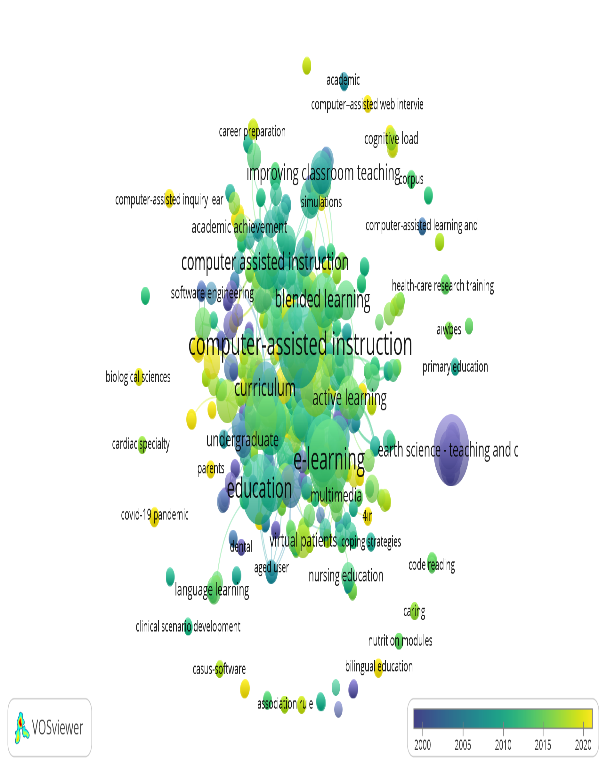 academic
computer-assisted web intervie
career preparation
cognitive load
improving classroom teaching
corpus
computer-assisted inquiry lear
simulations
academic achievement
computer-assisted learning and
computer assisted instruction
health-care research training
software engineering
blended learning
aiwbes
computer-assisted instruction
primary education
biological sciences
curriculum
active learning
cardiac specialty
undergraduate
earth science - teaching and c
e-learning
parents
education
multimedia
covid-19 pandemic
4ir
virtual patients
coping strategies
dental
aged user
code reading
nursing education
language learning
caring
clinical scenario development
nutrition modules
casus-software
bilingual education
association rule
VOSviewer
2000 2005 2010 2015 2020